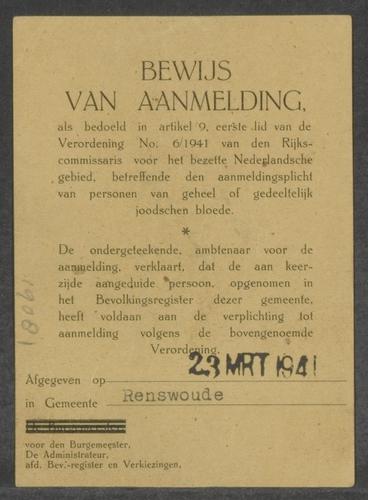 BEWIJS
VAN AANMELDING,
als bedoeld in artikel 9, eerste lid van de
Verordening No. 6/1941 van den Rijks-
commissaris voor het bezette Nederlandsche
gebied, betreffende den aanmeldingsplicht
van personen van geheel of gedeeltelijk
joodschen bloede.
*
De ondergeteekende, ambtenaar voor de
aanmelding, verklaart, dat de aan keer-
zijde aangeduide persoon, opgenomen in
het Bevolkingsregister dezer gemeente,
heeft voldaan aan de verplichting tot
aanmelding volgens de bovengenoemde
Verordening.
23 MRT 1941
Afgegeven op
in Gemeente Renswoude
voor den Burgemeester,
De Administrateur,
afd. Bev.-register en Verkiezingen,